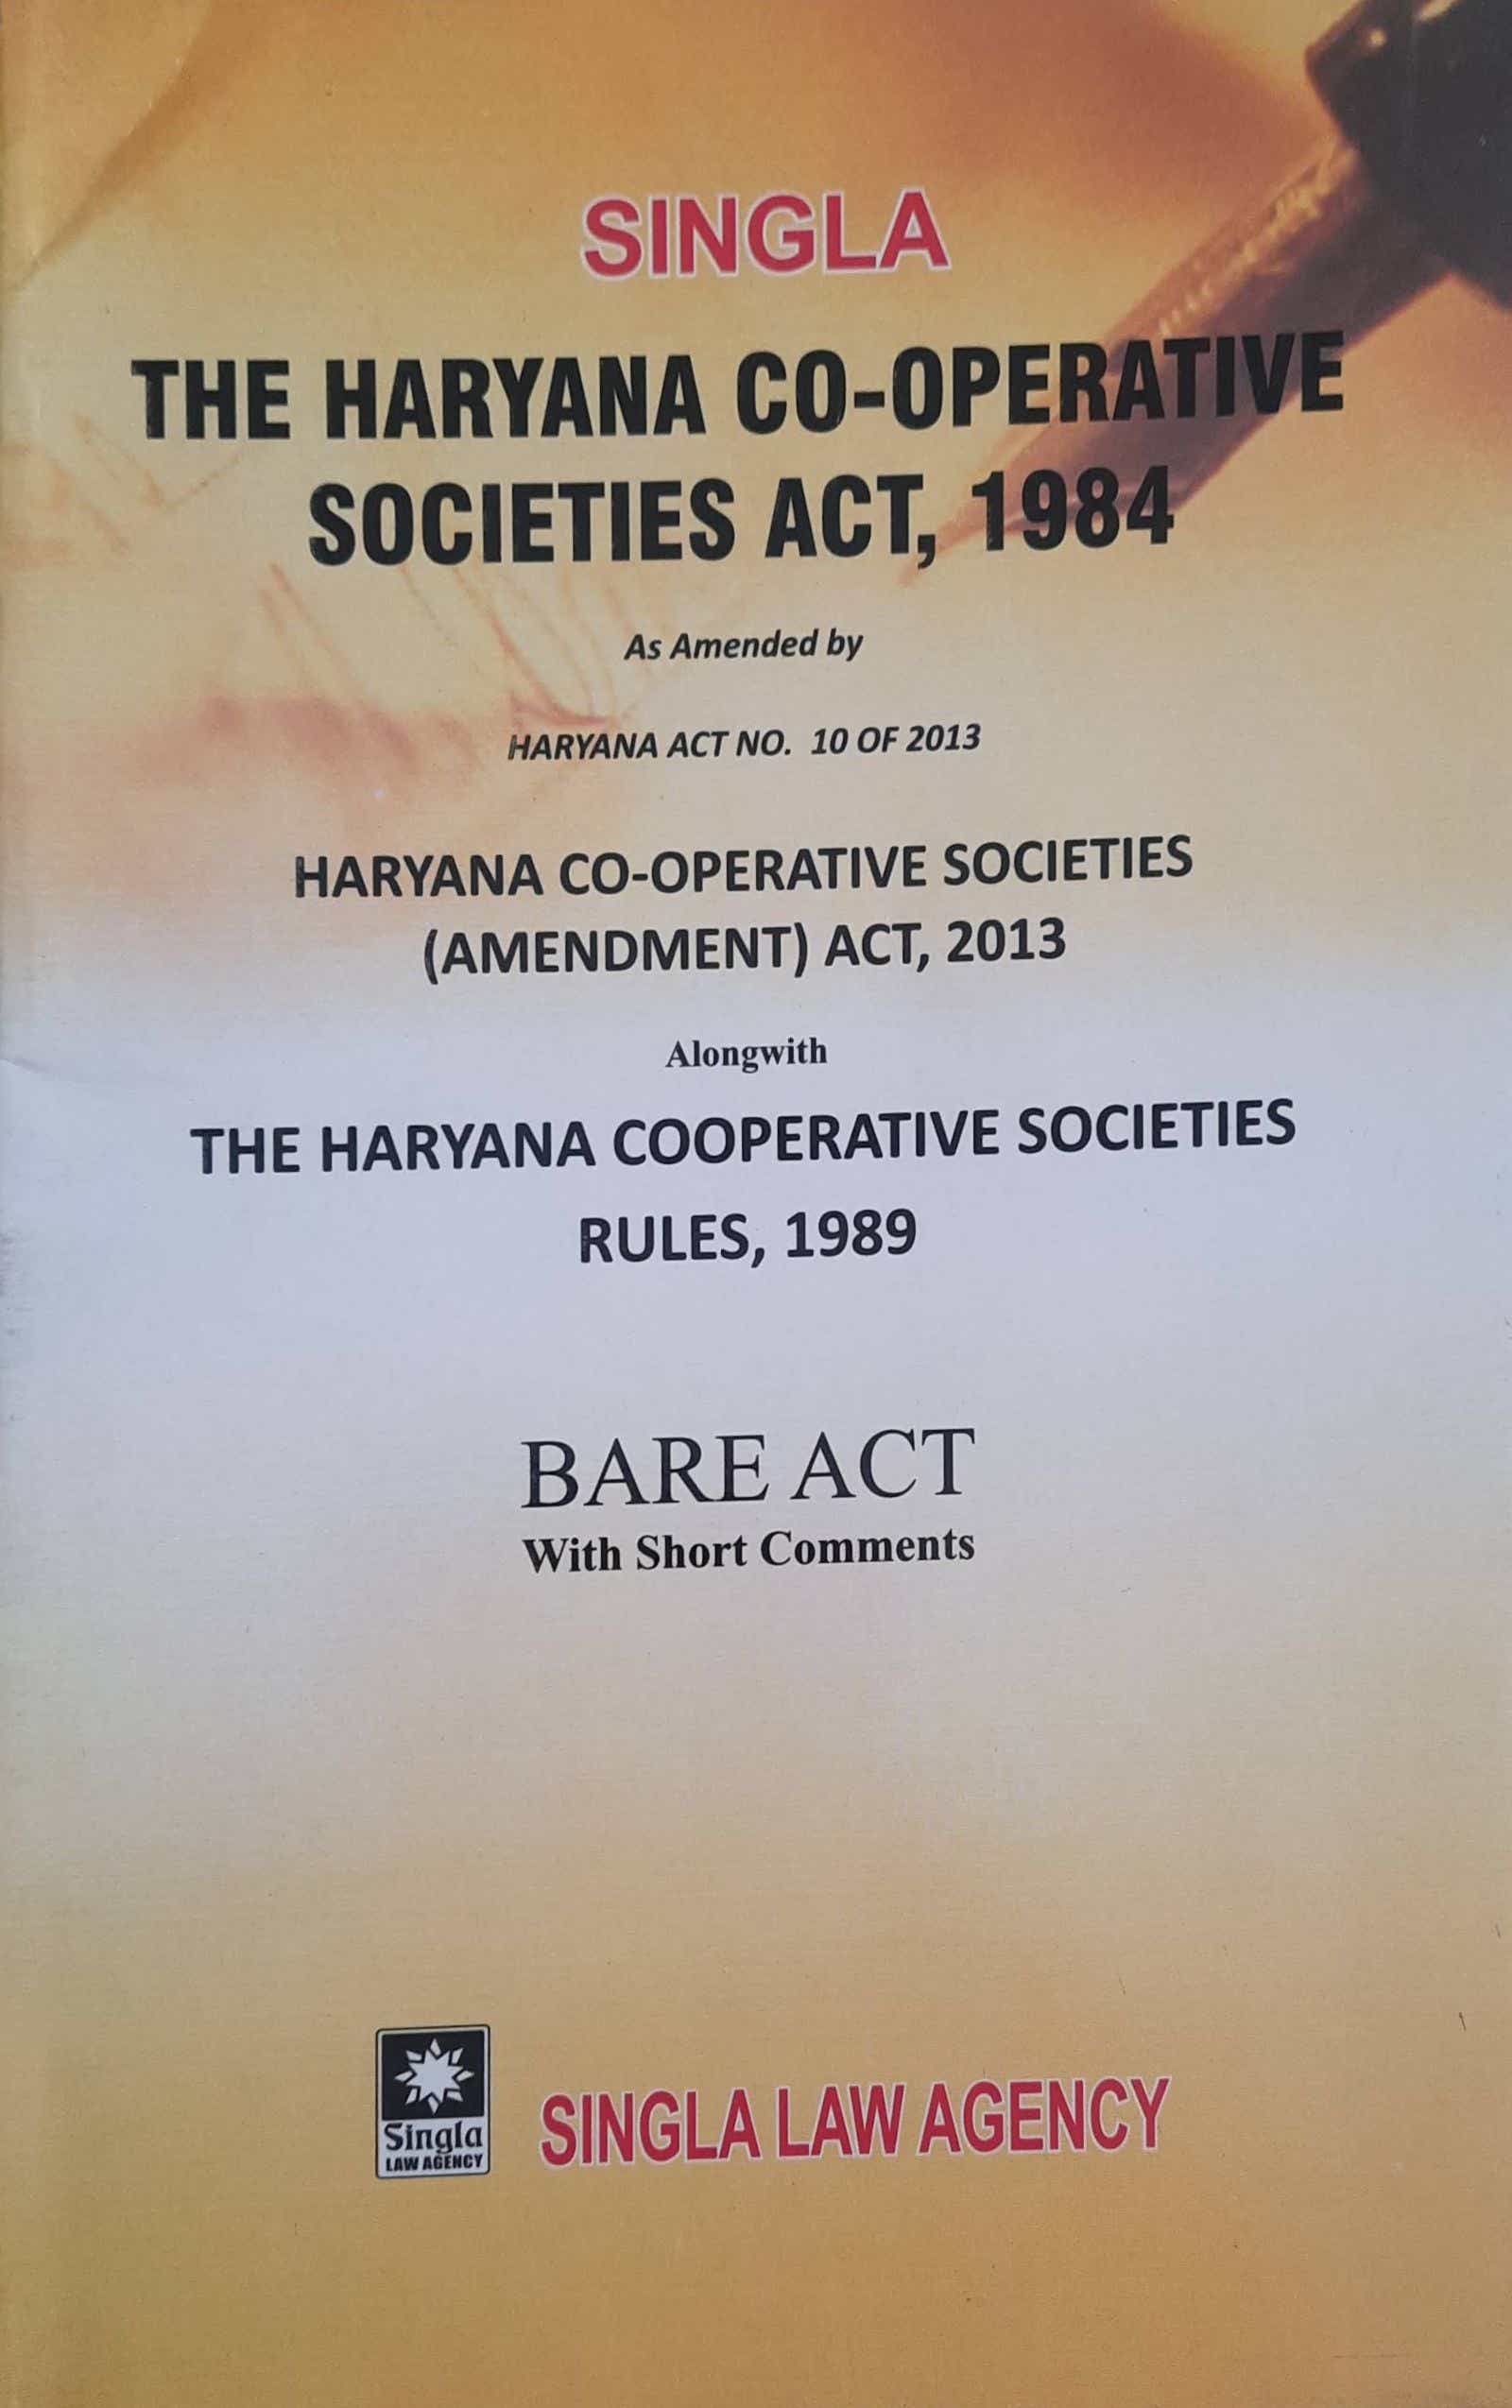 SINGLA
THE HARYANA CO-OPERATIVE
SOCIETIES ACT, 1984
As Amended by
HARYANA ACT NO. 10 OF 2013
HARYANA CO-OPERATIVE SOCIETIES
(AMENDMENT) ACT, 2013
Alongwith
THE HARYANA COOPERATIVE SOCIETIES
RULES, 1989
BARE ACT
With Short Comments
Singla
LAW AGENCY
SINGLA LAW AGENCY